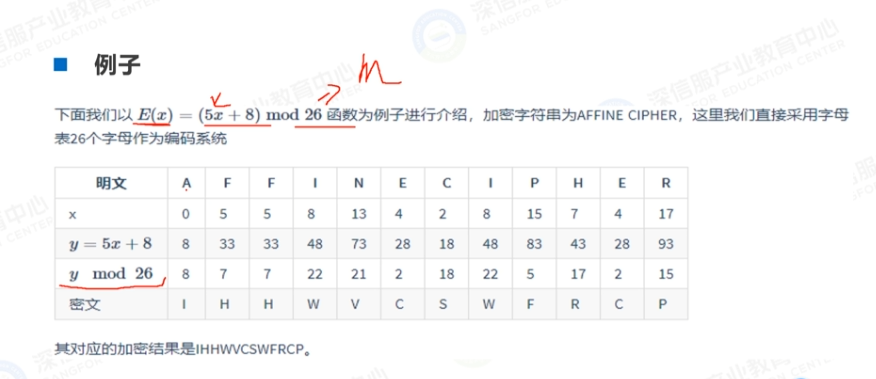 深信服产业教育中心
SANGFOR EDUCATION CENTER
例子
m
下面我们以 E(x) = (5x + 8) mod 26 函数为例子进行介绍，加密字符串为AFFINE CIPHER，这里我们直接采用字母
表26个字母作为编码系统
明文 A F F I N E C I P H E R
x 0 5 5 8 13 4 2 8 15 7 4 17
y = 5x + 8 8 33 33 48 73 28 18 48 83 43 28 93
y mod 26 8 7 7 22 21 2 18 22 5 17 2 15
密文 I H H W V C S W F R C P
其对应的加密结果是IHHWVCSWFRCP。